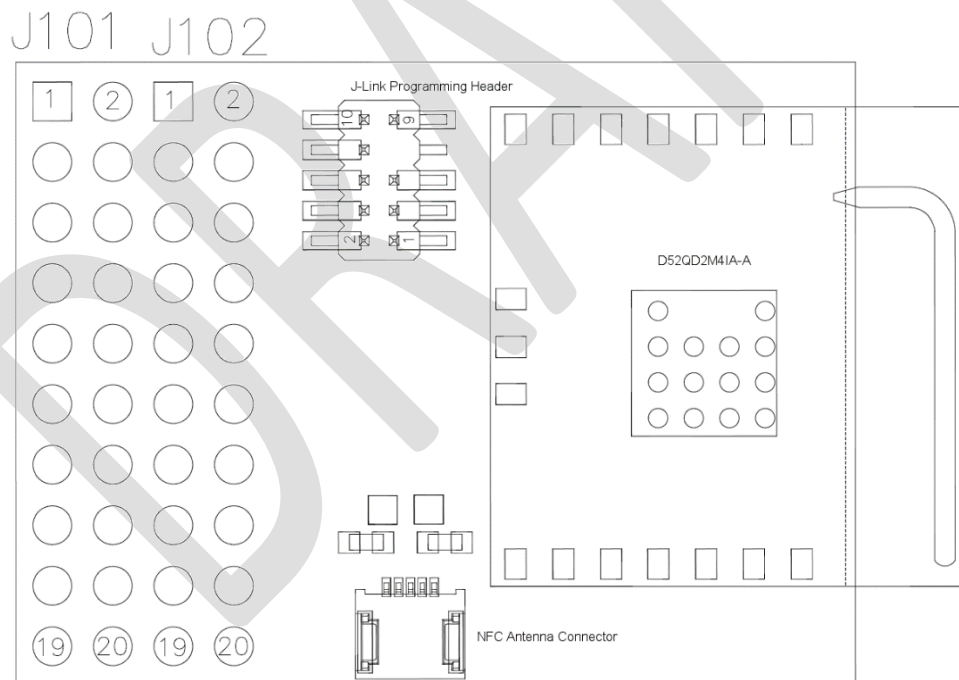 J101 J102
J-Link Programming Header
1 2 1 2
10 9
2 1
D52QD2M4IA-A
NFC Antenna Connector
19 20 19 20
DRAFT